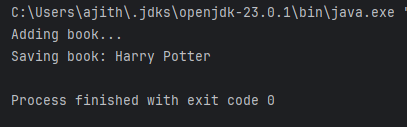 C:\Users\ajith\.jdks\openjdk-23.0.1\bin\java.exe "
Adding book...
Saving book: Harry Potter
Process finished with exit code 0